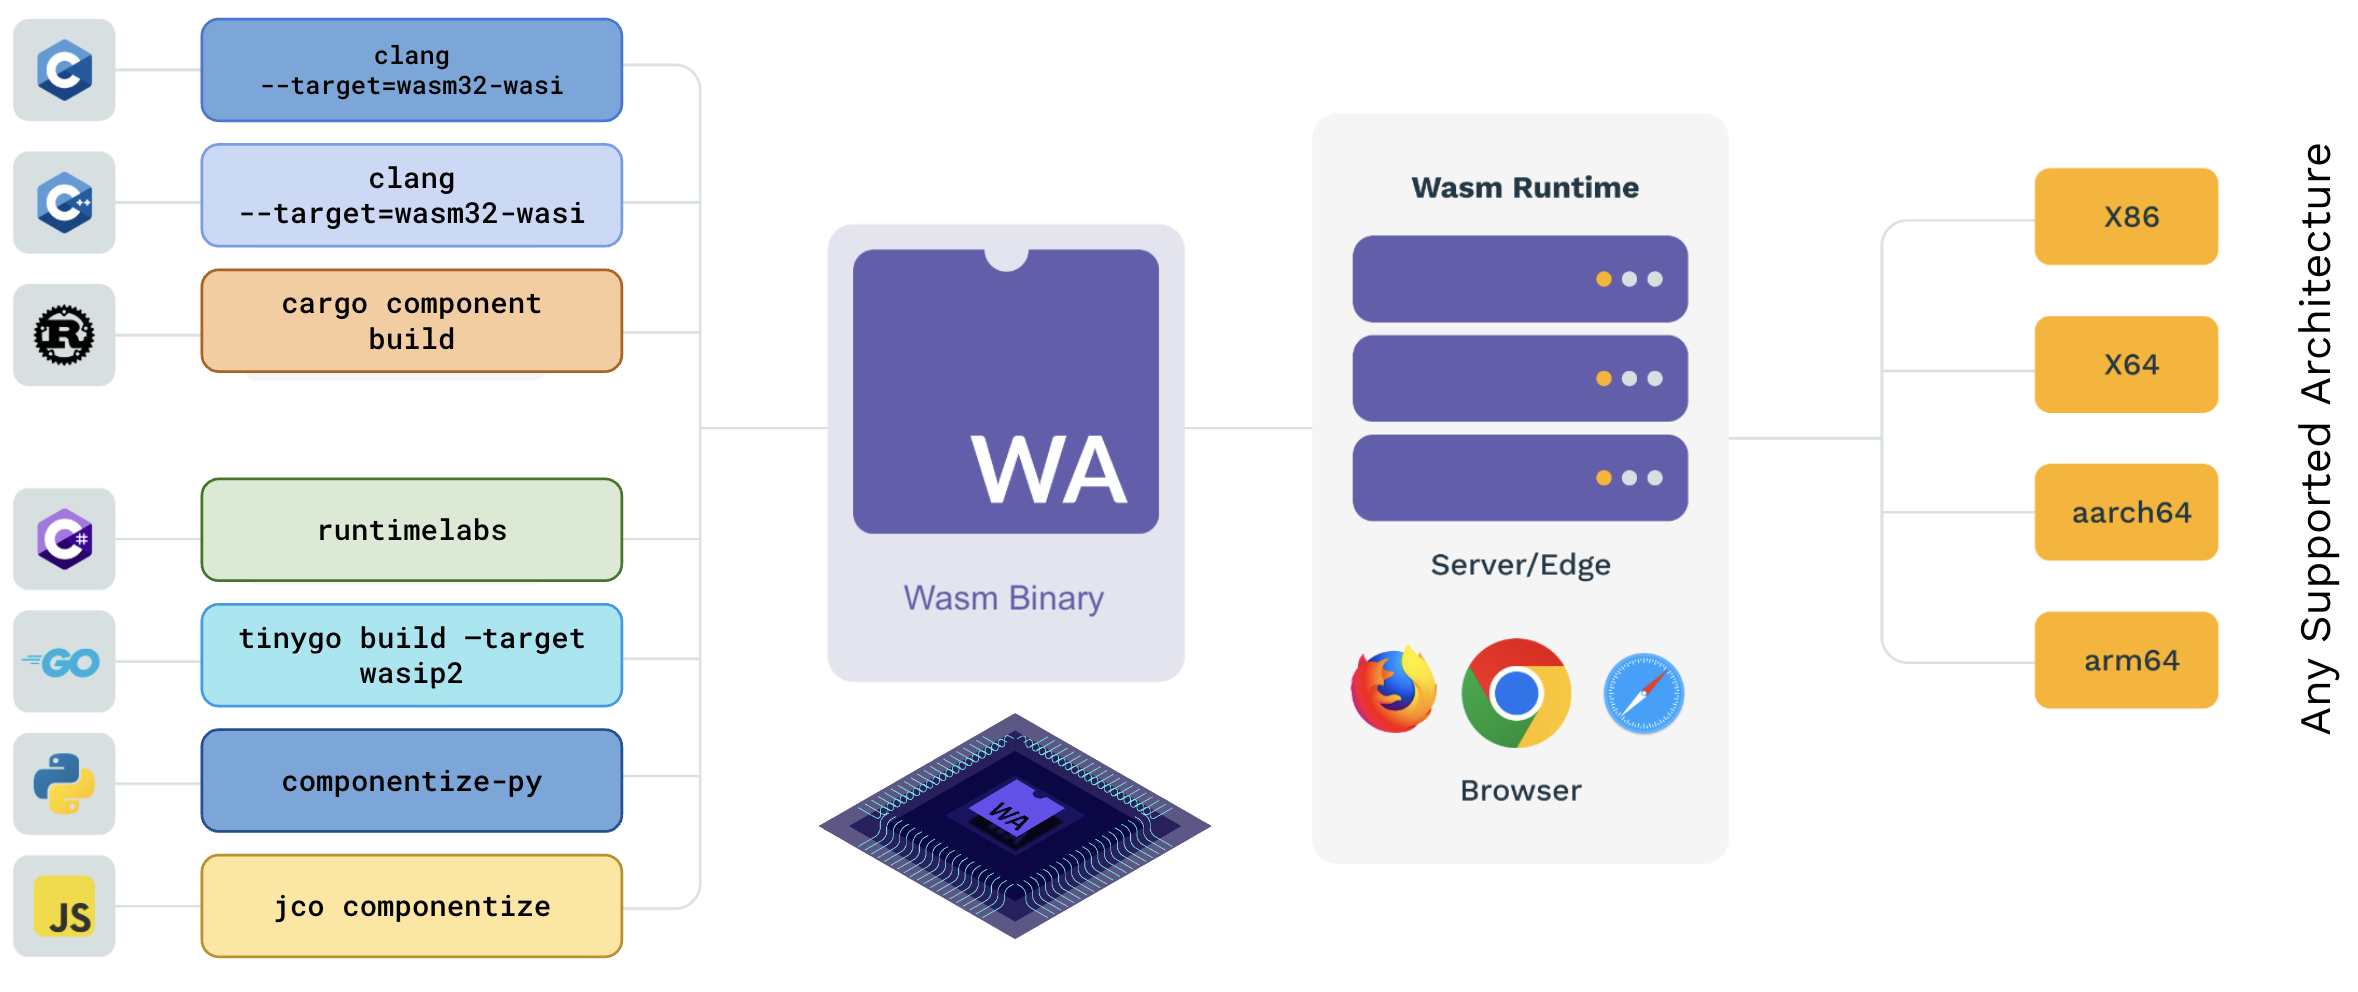 C
clang
--target=wasm32-wasi
C++
clang
--target=wasm32-wasi
R
cargo component
build
C#
runtimelabs
GO
tinygo build —target
wasip2
componentize-py
JS
jco componentize
WA
Wasm Binary
WA
Wasm Runtime
Server/Edge
Browser
X86
X64
aarch64
arm64
Any Supported Architecture